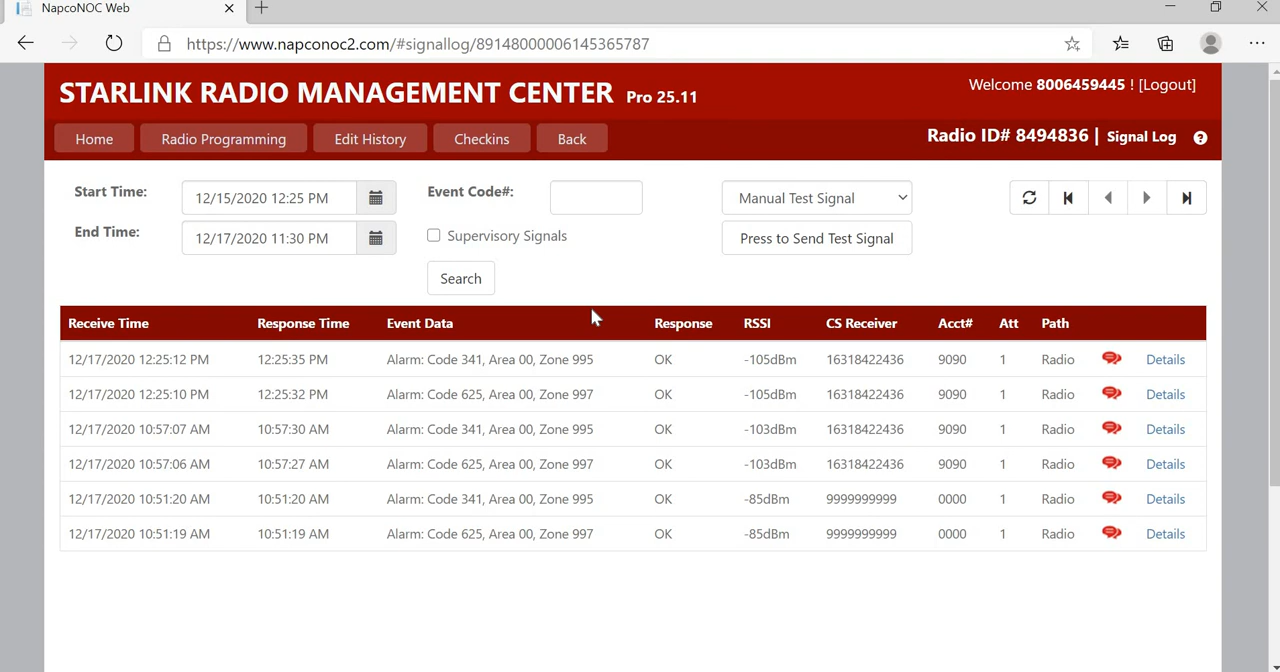 NapcoNOC Web
https://www.napconoc2.com/#signallog/89148000006145365787
STARLINK RADIO MANAGEMENT CENTER Pro 25.11
Welcome 8006459445 ! [Logout]
Home Radio Programming Edit History Checkins Back
Radio ID# 8494836 | Signal Log ?
Start Time: 12/15/2020 12:25 PM Event Code#: Manual Test Signal
End Time: 12/17/2020 11:30 PM Supervisory Signals Press to Send Test Signal
Search
Receive Time Response Time Event Data Response RSSI CS Receiver Acct# Att Path
12/17/2020 12:25:12 PM 12:25:35 PM Alarm: Code 341, Area 00, Zone 995 OK -105dBm 16318422436 9090 1 Radio Details
12/17/2020 12:25:10 PM 12:25:32 PM Alarm: Code 625, Area 00, Zone 997 OK -105dBm 16318422436 9090 1 Radio Details
12/17/2020 10:57:07 AM 10:57:30 AM Alarm: Code 341, Area 00, Zone 995 OK -103dBm 16318422436 9090 1 Radio Details
12/17/2020 10:57:06 AM 10:57:27 AM Alarm: Code 625, Area 00, Zone 997 OK -103dBm 16318422436 9090 1 Radio Details
12/17/2020 10:51:20 AM 10:51:20 AM Alarm: Code 341, Area 00, Zone 995 OK -85dBm 9999999999 0000 1 Radio Details
12/17/2020 10:51:19 AM 10:51:19 AM Alarm: Code 625, Area 00, Zone 997 OK -85dBm 9999999999 0000 1 Radio Details